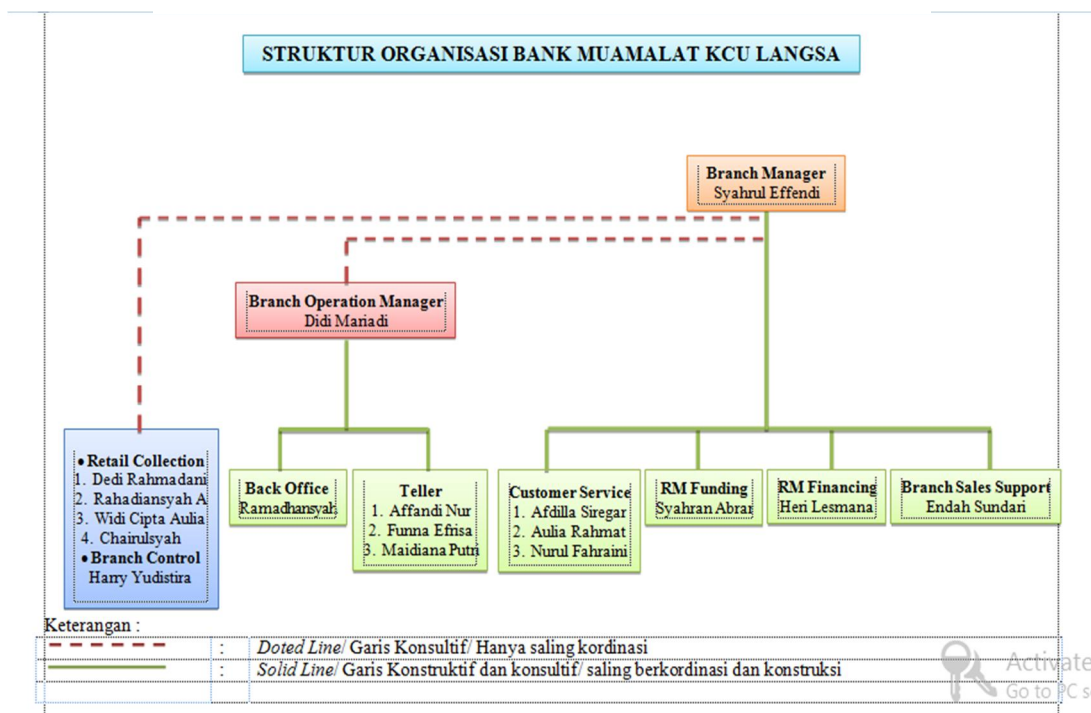 STRUKTUR ORGANISASI BANK MUAMALAT KCU LANGSA
Branch Manager
Syahrul Effendi
Branch Operation Manager
Didi Mariadi
• Retail Collection
1. Dedi Rahmadani
2. Rahadiansyah A
3. Widi Cipta Aulia
4. Chairulsyah
• Branch Control
Harry Yudistira
Back Office
Ramadhansyah
Teller
1. Affandi Nur
2. Funna Efrisa
3. Maidiana Putri
Customer Service
1. Afdilla Siregar
2. Aulia Rahmat
3. Nurul Fahraini
RM Funding
Syahran Abrar
RM Financing
Heri Lesmana
Branch Sales Support
Endah Sundari
Keterangan :
: Doted Line/ Garis Konsultif/ Hanya saling kordinasi
: Solid Line/ Garis Konstruktif dan konsultif/ saling berkordinasi dan konstruksi
Activate
Go to PC s